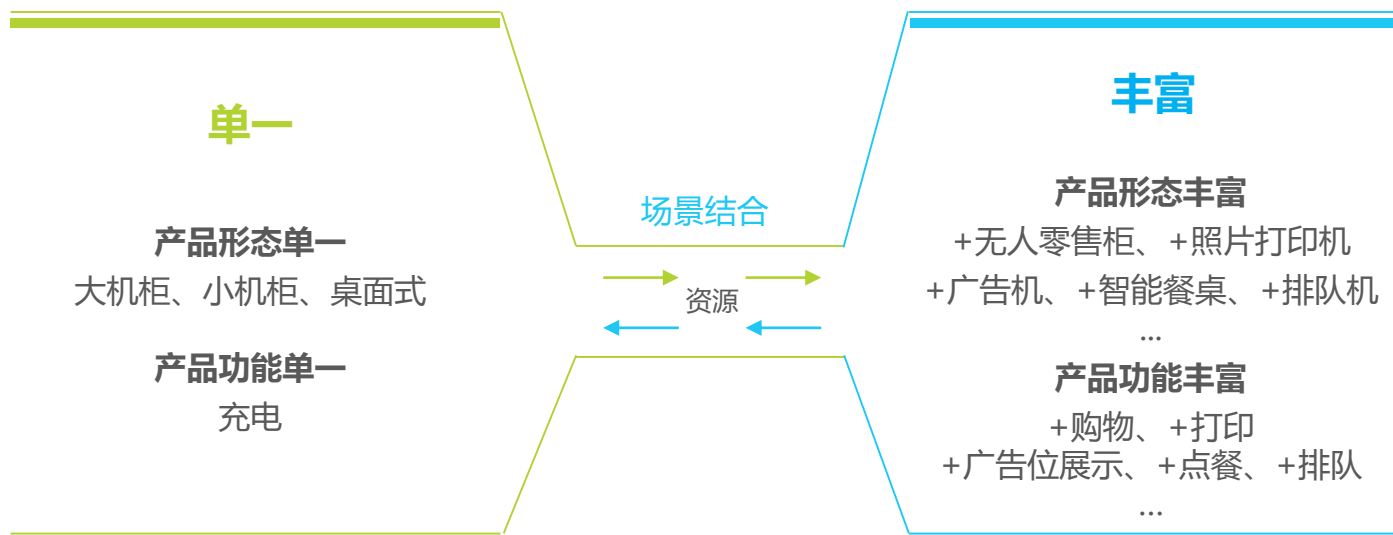 单一
产品形态单一
大机柜、小机柜、桌面式
产品功能单一
充电
场景结合
资源
丰富
产品形态丰富
+无人零售柜、+照片打印机
+广告机、+智能餐桌、+排队机
...
产品功能丰富
+购物、+打印
+广告位展示、+点餐、+排队
...